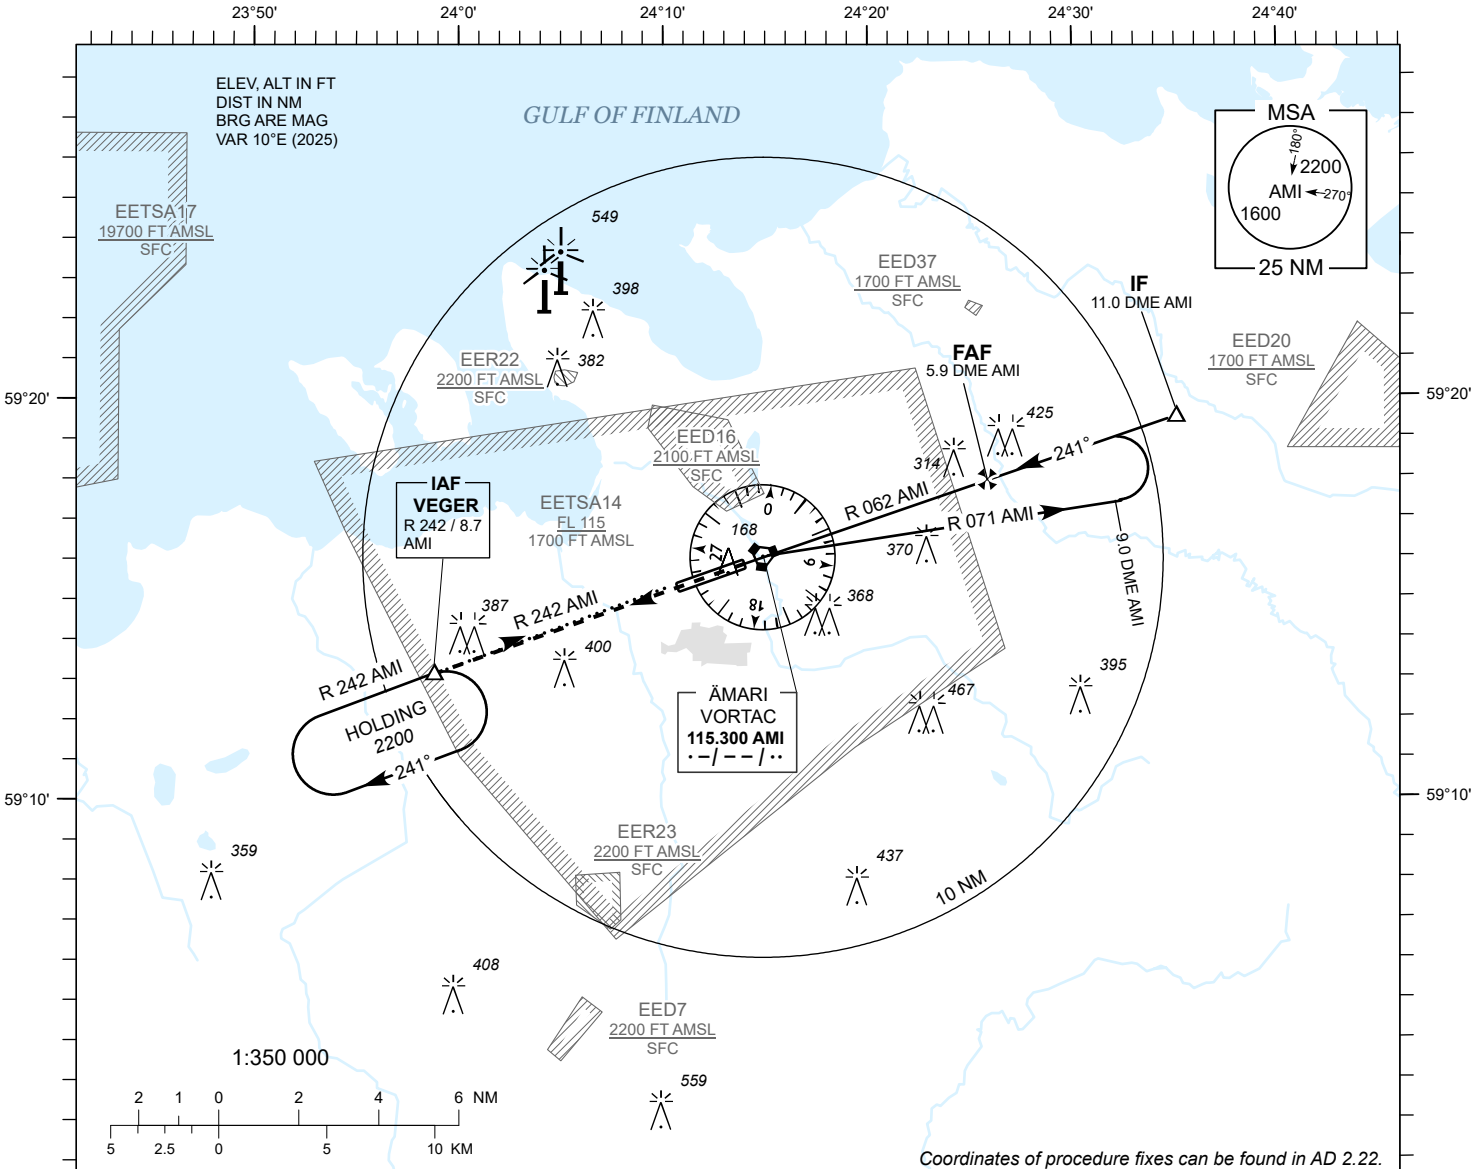 23°50'
24°0'
24°10'
24°20'
24°30'
24°40'
ELEV, ALT IN FT
DIST IN NM
BRG ARE MAG
VAR 10°E (2025)
GULF OF FINLAND
MSA
180°
2200
AMI
270°
1600
25 NM
EETSA17
19700 FT AMSL
SFC
549
398
EED37
1700 FT AMSL
SFC
IF
11.0 DME AMI
EER22
2200 FT AMSL
SFC
382
FAF
5.9 DME AMI
EED20
1700 FT AMSL
SFC
59°20'
59°20'
425
314
241°
EED16
2100 FT AMSL
SFC
IAF
VEGER
R 242 / 8.7
AMI
EETSA14
FL 115
1700 FT AMSL
R 062 AMI
R 071 AMI
0
168
27
9
18
370
9.0 DME AMI
368
387
R 242 AMI
400
R 242 AMI
395
467
HOLDING
2200
241°
ÄMARI
VORTAC
115.300 AMI
59°10'
59°10'
EER23
2200 FT AMSL
SFC
359
437
10 NM
408
EED7
2200 FT AMSL
SFC
559
1:350 000
2 1 0 2 4 6 NM
5 2.5 0 5 10 KM
Coordinates of procedure fixes can be found in AD 2.22.